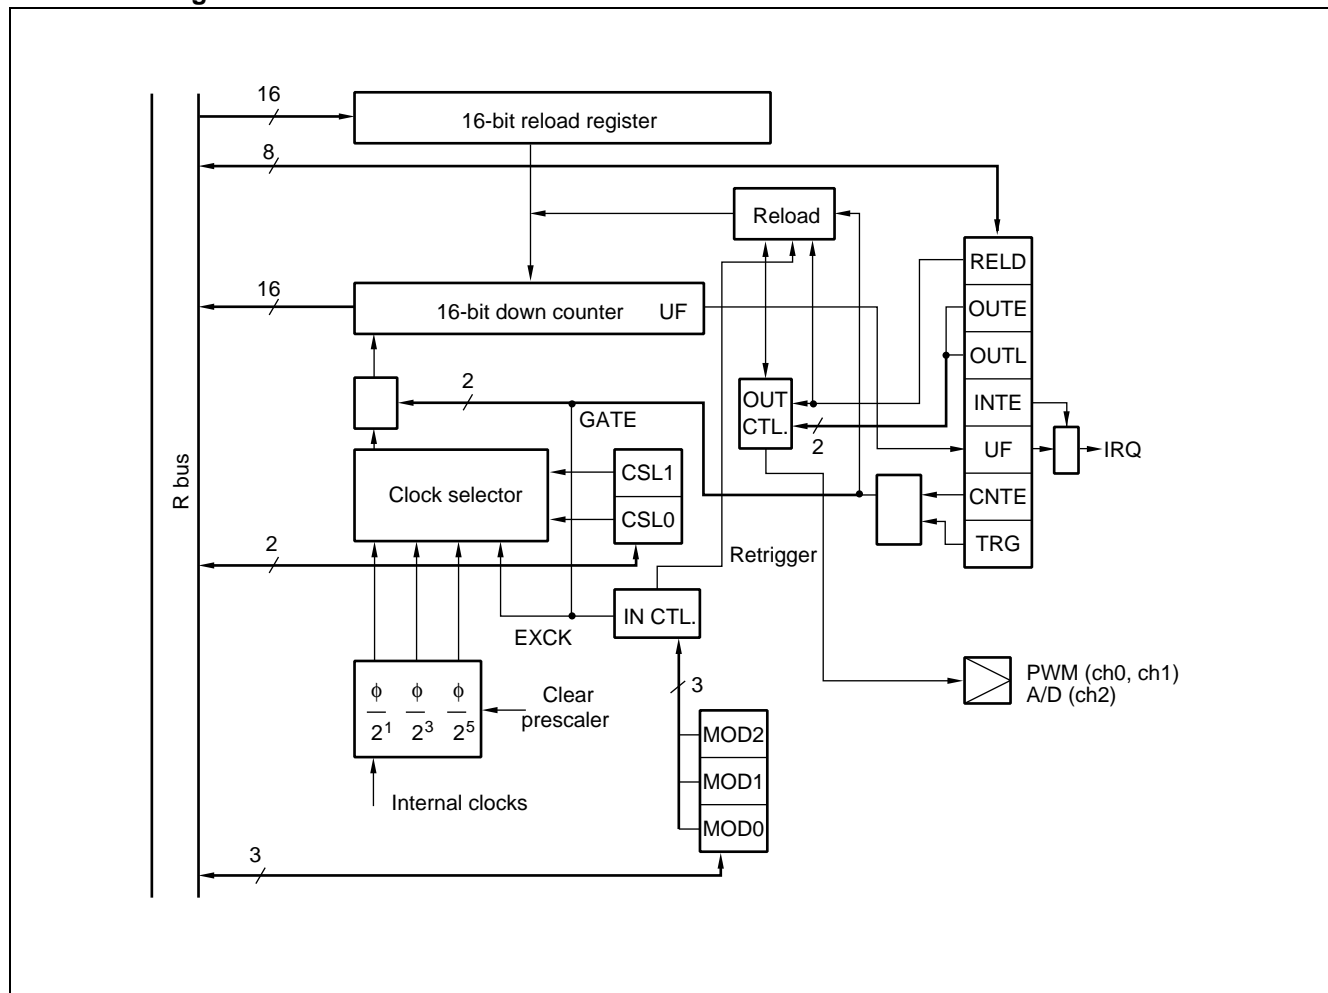 16
16-bit reload register
8
Reload
RELD
16
16-bit down counter UF
OUTE
OUTL
2
OUT
CTL.
INTE
GATE
2
UF
IRQ
R bus
Clock selector
CSL1
CSL0
CNTE
TRG
2
Retrigger
IN CTL.
EXCK
3
PWM (ch0, ch1)
A/D (ch2)
ϕ ϕ ϕ
2¹ 2³ 2⁵
Clear
prescaler
MOD2
MOD1
MOD0
Internal clocks
3